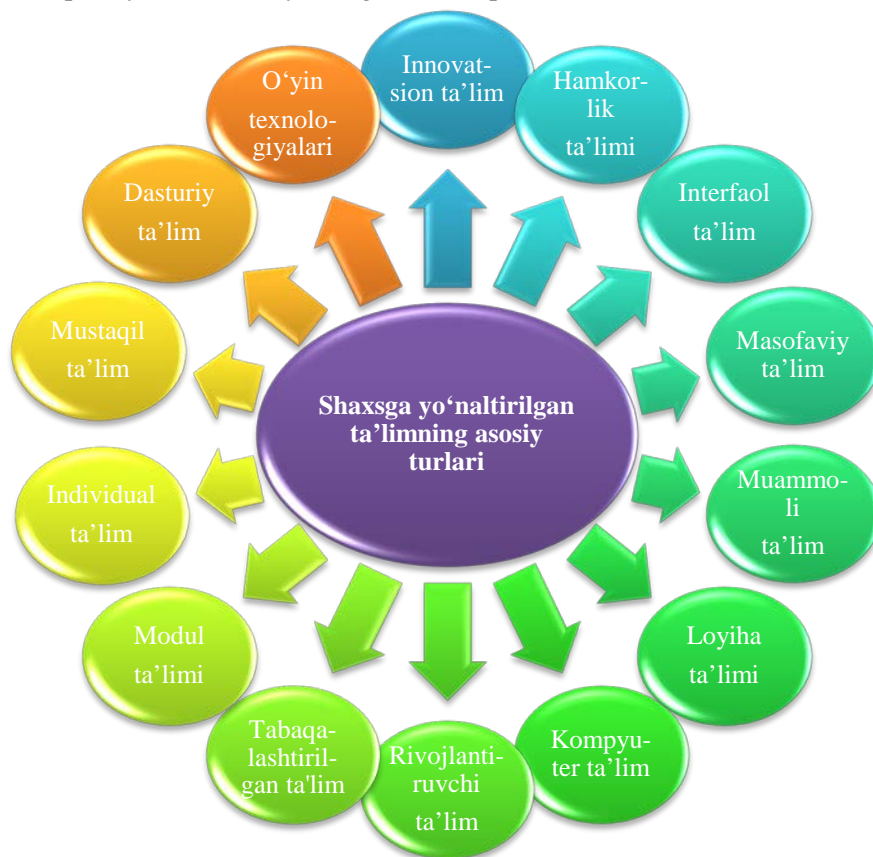 Innovat-
sion ta’lim
Hamkor-
lik
ta’limi
Interfaol
ta’lim
Masofaviy
ta’lim
Muammo-
li
ta’lim
Loyiha
ta’limi
Kompyu-
ter ta’lim
Rivojlanti-
ruvchi
ta’lim
Tabaqa-
lashtiril-
gan ta'lim
Modul
ta’limi
Individual
ta’lim
Mustaqil
ta’lim
Dasturiy
ta’lim
O‘yin
texnolo-
giyalari
Shaxsga yo‘naltirilgan
ta’limning asosiy
turlari